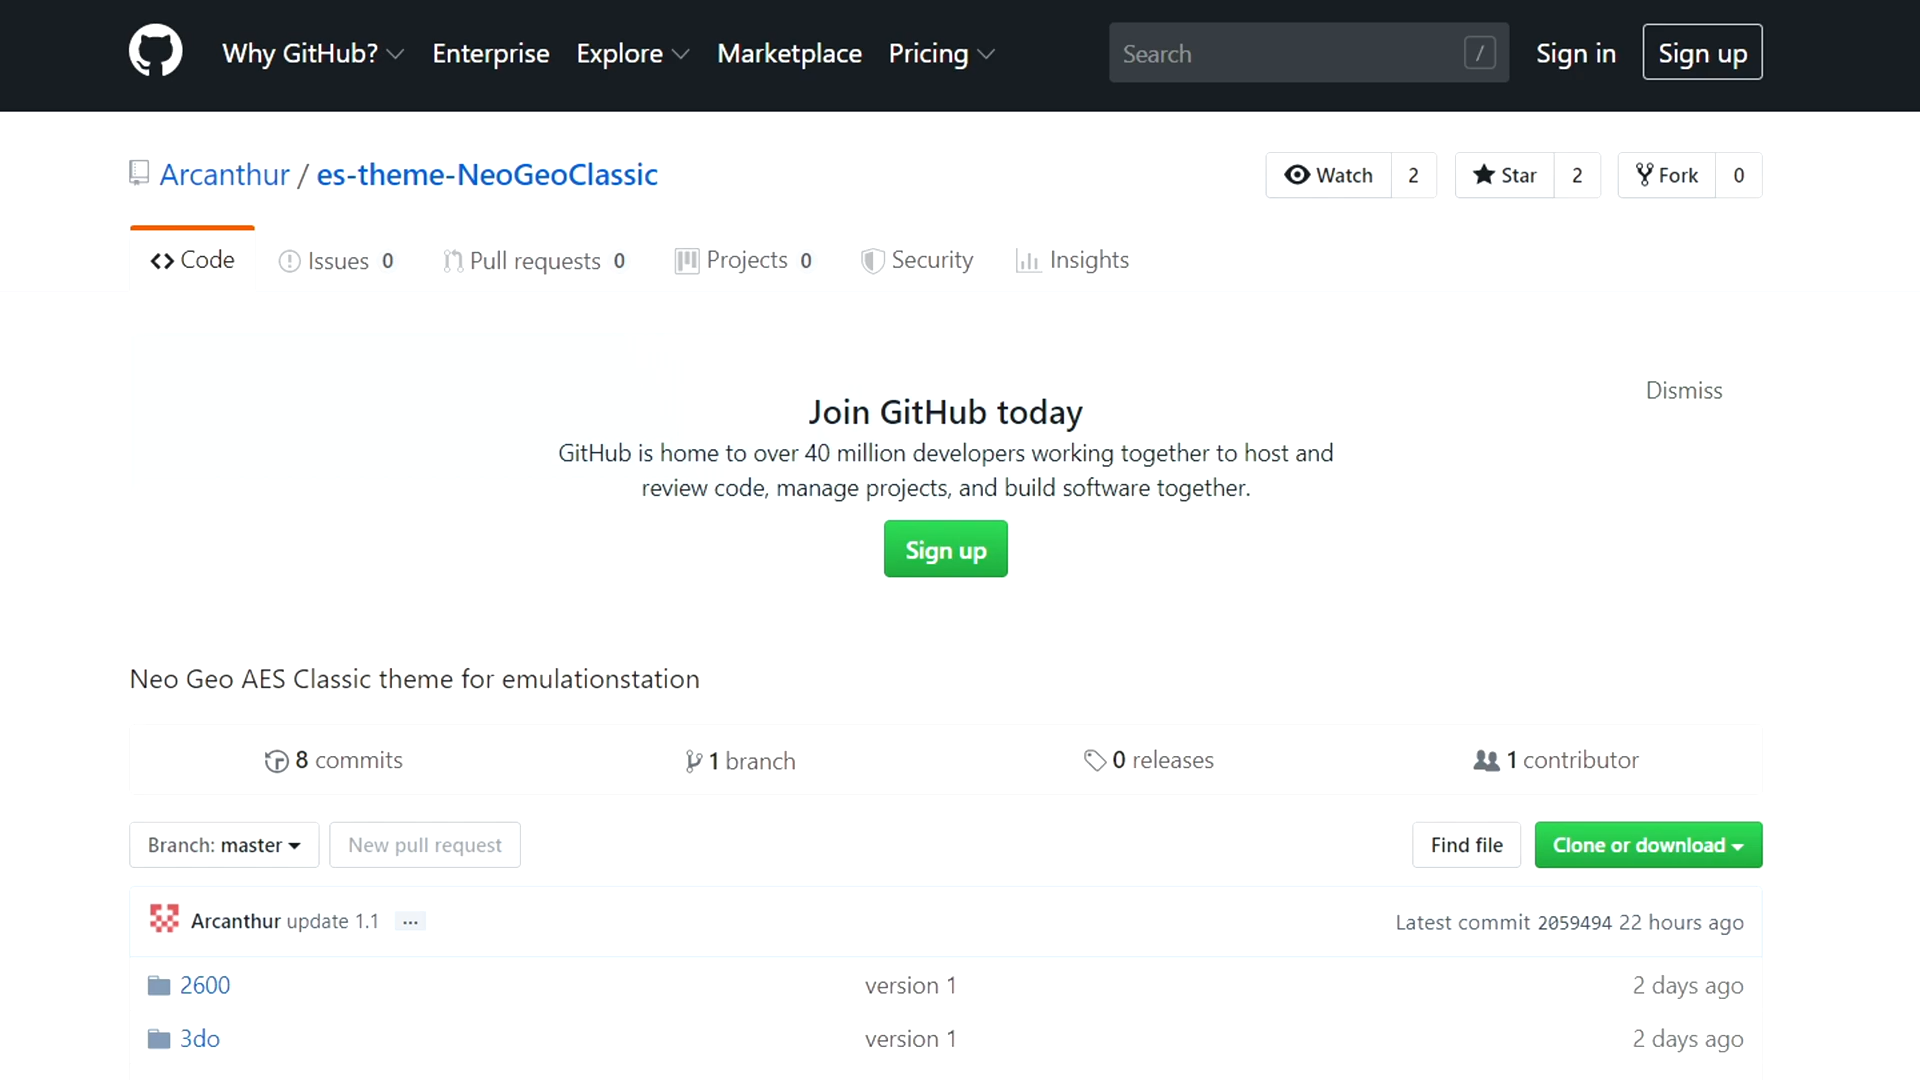 Why GitHub? Enterprise Explore Marketplace Pricing Search / Sign in Sign up
Arcanthur / es-theme-NeoGeoClassic Watch 2 Star 2 Fork 0
Code Issues 0 Pull requests 0 Projects 0 Security Insights
Dismiss
Join GitHub today
GitHub is home to over 40 million developers working together to host and
review code, manage projects, and build software together.
Sign up
Neo Geo AES Classic theme for emulationstation
8 commits 1 branch 0 releases 1 contributor
Branch: master New pull request Find file Clone or download
Arcanthur update 1.1 ... Latest commit 2059494 22 hours ago
2600 version 1 2 days ago
3do version 1 2 days ago